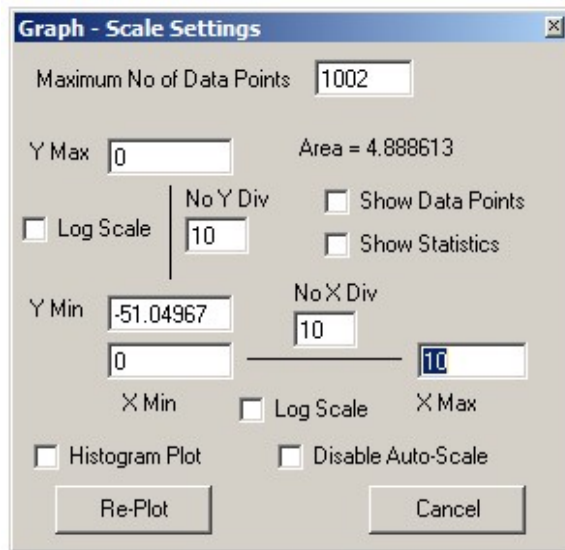 Graph - Scale Settings
Maximum No of Data Points 1002
Y Max 0 Area = 4.888613
No Y Div Show Data Points
Log Scale 10 Show Statistics
Y Min -51.04967 No X Div
0 10 10
X Min Log Scale X Max
Histogram Plot Disable Auto-Scale
Re-Plot Cancel